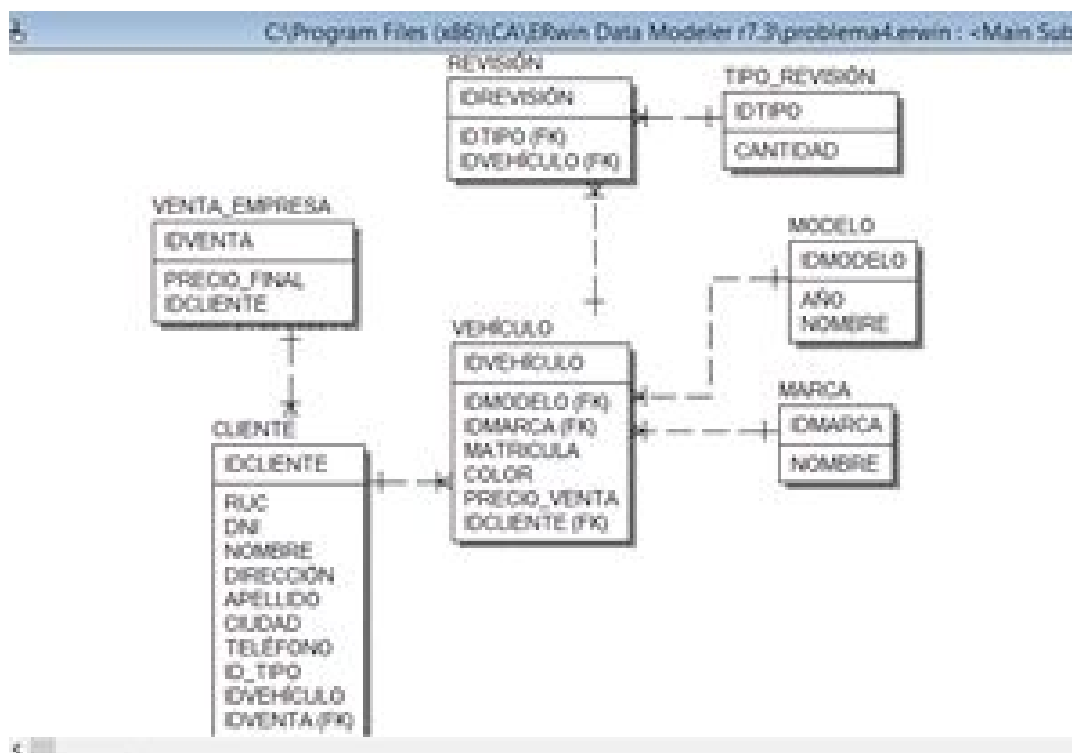 C:\Program Files (x86)\CA\ERwin Data Modeler r7.3\problema4.erwin : <Main Sub
REVISIÓN
IDREVISIÓN
IDTIPO (FK)
IDVEHÍCULO (FK)
TIPO_REVISIÓN
IDTIPO
CANTIDAD
VENTA_EMPRESA
IDVENTA
PRECIO_FINAL
IDCLIENTE
MODELO
IDMODELO
AÑO
NOMBRE
VEHÍCULO
IDVEHÍCULO
IDMODELO (FK)
IDMARCA (FK)
MATRICULA
COLOR
PRECIO_VENTA
IDCLIENTE (FK)
MARCA
IDMARCA
NOMBRE
CLIENTE
IDCLIENTE
RUC
DNI
NOMBRE
DIRECCIÓN
APELLIDO
CIUDAD
TELÉFONO
ID_TIPO
IDVEHÍCULO
IDVENTA (FK)